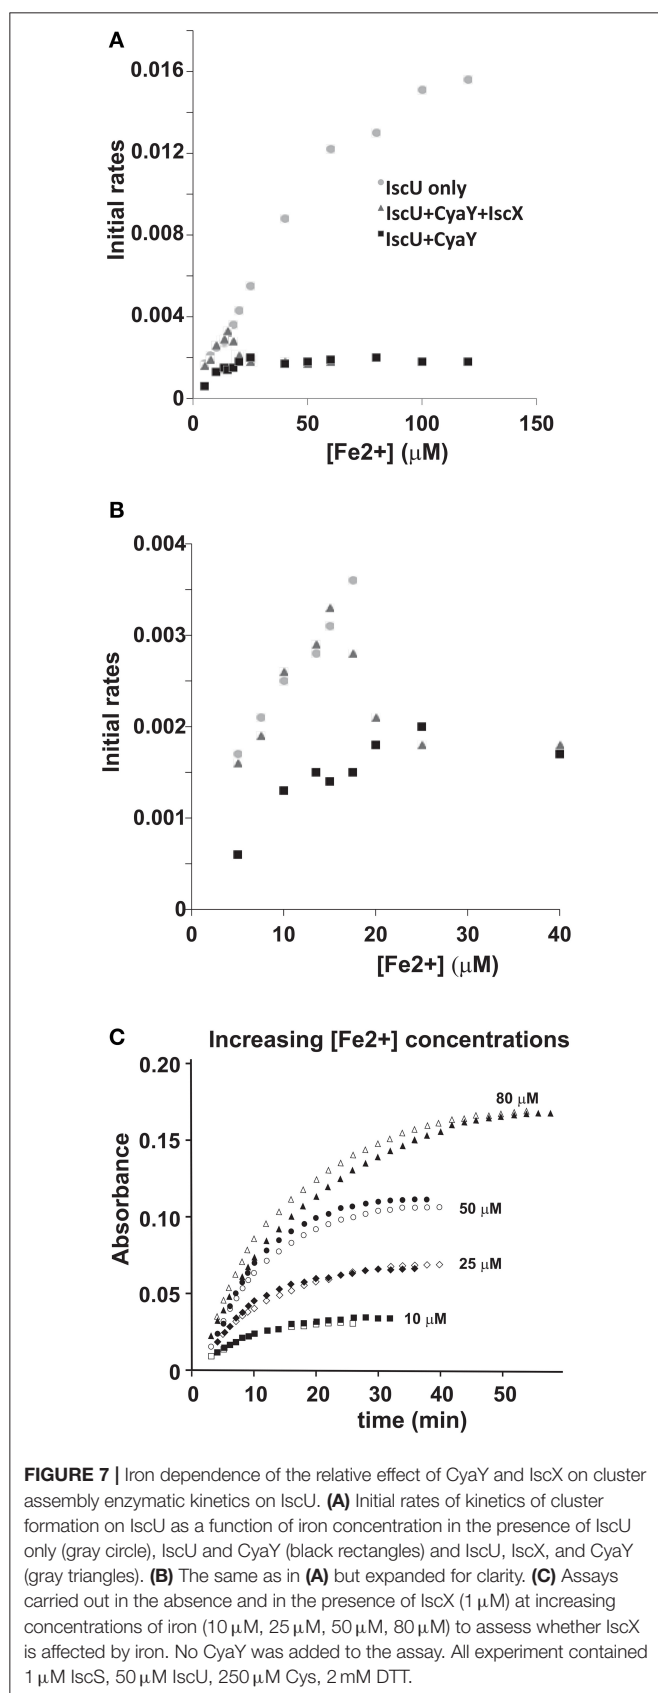 A
0.016
0.012
0.008
0.004
0
Initial rates
IscU only
IscU+CyaY+IscX
IscU+CyaY
0 50 100 150
[Fe2+] (μM)
B
0.004
0.003
0.002
0.001
0
Initial rates
0 10 20 30 40
[Fe2+] (μM)
C Increasing [Fe2+] concentrations
0.20
0.15
0.10
0.05
0
Absorbance
80 μM
50 μM
25 μM
10 μM
0 10 20 30 40 50
time (min)
FIGURE 7 | Iron dependence of the relative effect of CyaY and IscX on cluster
assembly enzymatic kinetics on IscU. (A) Initial rates of kinetics of cluster
formation on IscU as a function of iron concentration in the presence of IscU
only (gray circle), IscU and CyaY (black rectangles) and IscU, IscX, and CyaY
(gray triangles). (B) The same as in (A) but expanded for clarity. (C) Assays
carried out in the absence and in the presence of IscX (1 μM) at increasing
concentrations of iron (10 μM, 25 μM, 50 μM, 80 μM) to assess whether IscX
is affected by iron. No CyaY was added to the assay. All experiment contained
1 μM IscS, 50 μM IscU, 250 μM Cys, 2 mM DTT.